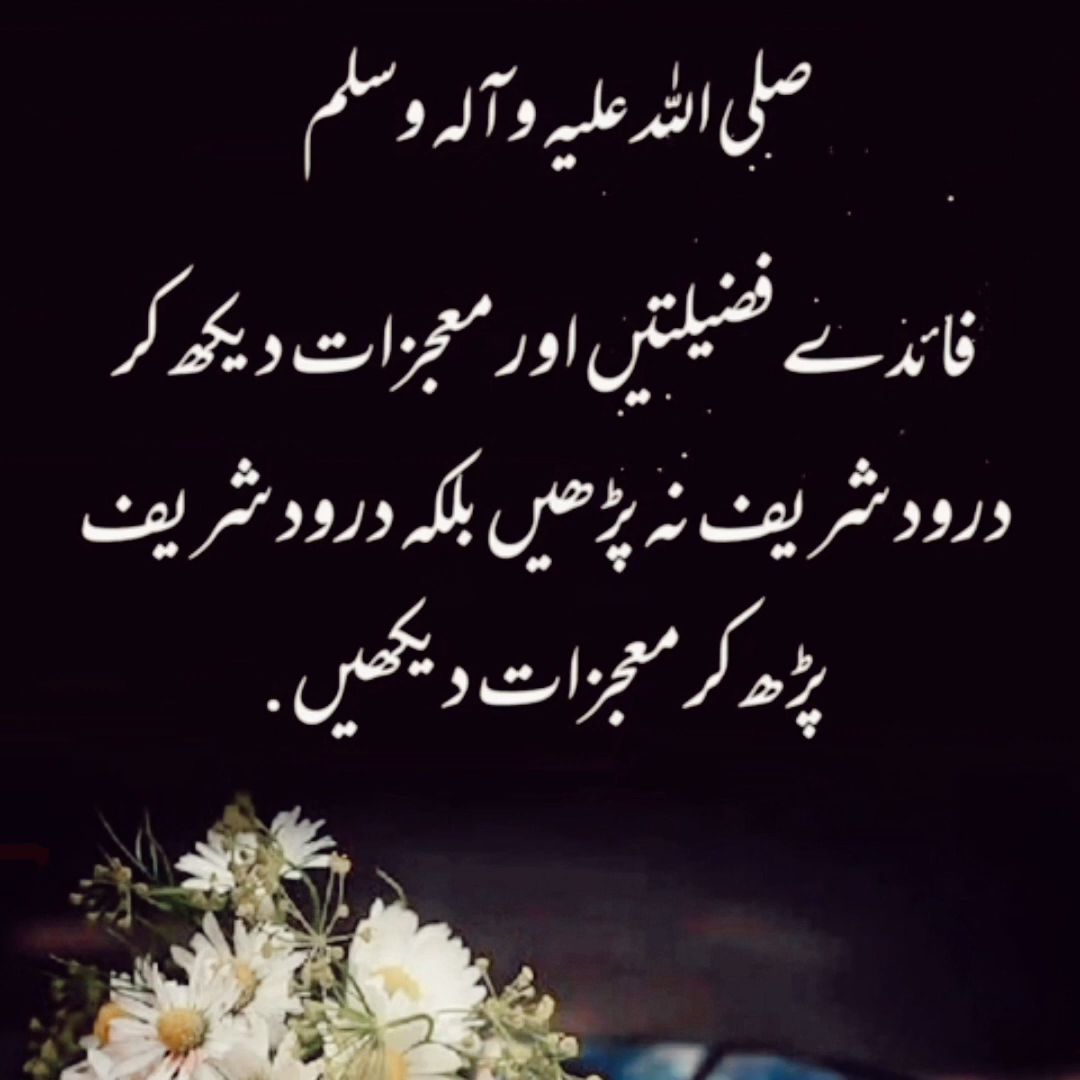 صلی اللہ علیہ وآلہ وسلم
فائدے فضیلتیں اور معجزات دیکھ کر
درود شریف نہ پڑھیں بلکہ درود شریف
پڑھ کر معجزات دیکھیں.